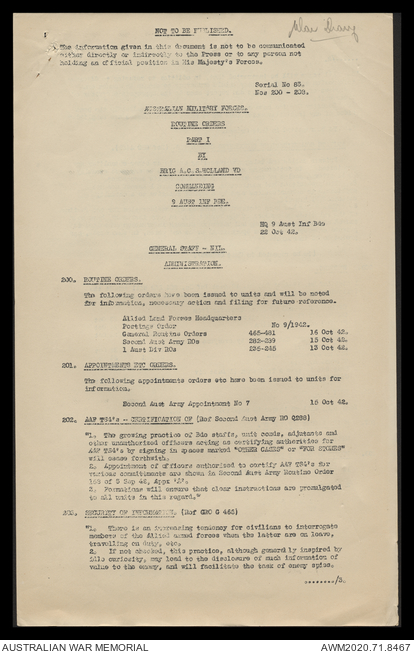 NOT TO BE PUBLISHED.
The information given in this document is not to be communicated
either directly or indirectly to the Press or to any person not
holding an official position in His Majesty's Forces.
Serial No 85.
Nos 200 - 203.
AUSTRALIAN MILITARY FORCES.
ROUTINE ORDERS
PART I
BY
BRIG A.C.S.HOLLAND VD
COMMANDING
9 AUST INF BDE.
HQ 9 Aust Inf Bde
22 Oct 42.
GENERAL STAFF - NIL.
ADMINISTRATION.
200. ROUTINE ORDERS.
The following orders have been issued to units and will be noted
for information, necessary action and filing for future reference.
Allied Land Forces Headquarters
Postings Order No 9/1942.
General Routine Orders 465-481 16 Oct 42.
Second Aust Army ROs 15 Oct 42.
1 Aust Div ROs 13 Oct 42.
201. APPOINTMENTS ETC ORDERS.
The following appointments orders etc have been issued to units for
information.
Second Aust Army Appointment No 7 15 Oct 42.
202. AAF T84's - CERTIFICATION OF (Ref Second Aust Army RO Q288)
"1. The growing practice of Bde staffs, unit comds, adjutants and
other unauthorised officers acting as certifying authorities for
AAF T84's by signing in spaces marked "OTHER CASES" or "FOR STORES"
will cease forthwith.
2. Appointment of officers authorised to certify AAF T84's for
various commitments are shown in Second Aust Army Routine Order
of 5 Sep 42, Appx 'A'.
3. Formations will ensure that clear instructions are promulgated
to all units in this regard."
203. SECURITY OF INFORMATION. (Ref GRO G 466)
"1. There is an increasing tendency for civilians to interrogate
members of the Allied armed forces when the latter are on leave,
travelling on duty, etc.
2. If not checked, this practice, although generally inspired by
idle curiosity, may lead to the disclosure of much information of
value to the enemy, and will facilitate the task of enemy spies.
......../3.
AUSTRALIAN WAR MEMORIAL
AWM2020.71.8467